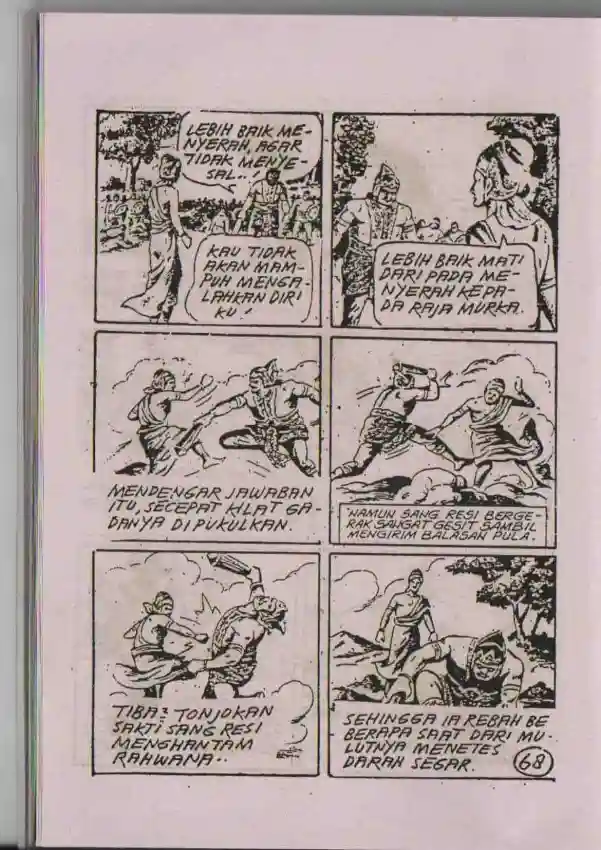 LEBIH BAIK ME-
NYERAH, AGAR
TIDAK MENYE-
SAL..!
KAU TIDAK
AKAN MAM-
PUH MENGA-
LAHKAN DIRI
KU!
LEBIH BAIK MATI
DARI PADA ME-
NYERAH KEPA-
DA RAJA MURKA.
MENDENGAR JAWABAN
ITU, SECEPAT KILAT GA-
DANYA DIPUKULKAN.
NAMUN SANG RESI BERGE-
RAK SANGAT GESIT SAMBIL
MENGIRIM BALASAN PULA.
TIBA2 TONJOKAN
SAKTI SANG RESI
MENGHANTAM
RAHWANA..
SEHINGGA IA REBAH BE
BERAPA SAAT DARI MU-
LUTNYA MENETES
DARAH SEGAR.
68